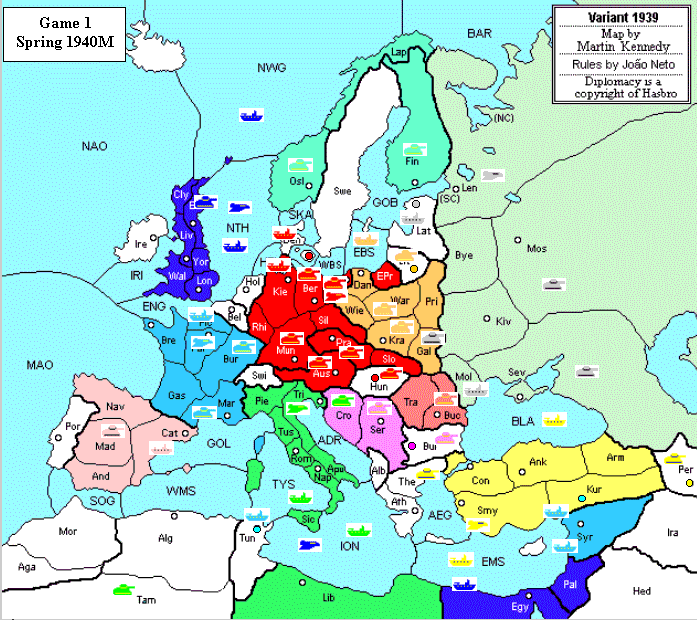 Game 1
Spring 1940M
Variant 1939
Map by
Martin Kennedy
Rules by João Neto
Diplomacy is a
copyright of Hasbro
BAR
NWG
Lap
(NC)
NAO
Fin
Osl
Swe
Len
(SC)
GOB
Cly
SKA
Lat
NTH
Liv
Ire
EBS
Mos
Bye
WBS
Yor
IRI
Wal
Lon
Hol
Kie
Ber
Dan
EPr
War
Pri
ENG
Bel
Wie
Rhi
Sil
Kiv
Bre
Kra
Bur
Mun
Pra
Gal
MAO
Slo
Aus
Swi
Hun
Mol
Sev
Gas
Mar
Pie
Tri
Tra
Nav
Cro
Buc
BLA
Por
Cat
GOL
Tus
ADR
Ser
Mad
Rom
Bul
Arm
Ank
Apu
Alb
Per
And
Nap
The
Con
Kur
TYS
Ath
SOG
WMS
AEG
Smy
Sic
Syr
Mor
Alg
Tun
ION
Ira
EMS
Aga
Pal
Hed
Tam
Lib
Egy